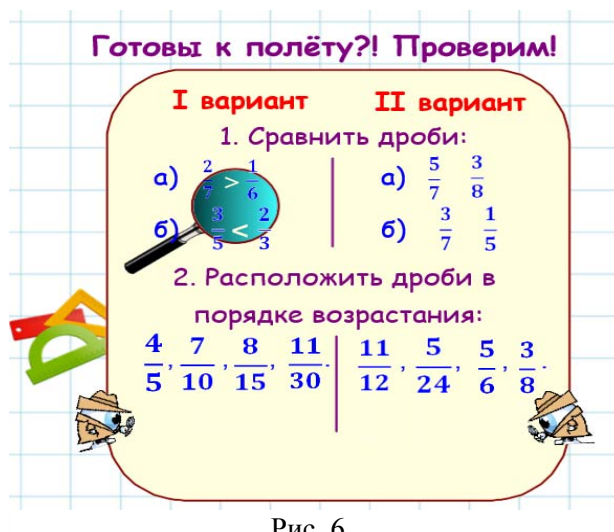 Готовы к полёту?! Проверим!
I вариант II вариант
1. Сравнить дроби:
а) 2/7 > 1/6 а) 5/7 3/8
б) 3/5 < 2/3 б) 3/7 1/5
2. Расположить дроби в
порядке возрастания:
4/5, 7/10, 8/15, 11/30. 11/12, 5/24, 5/6, 3/8.
Рис. 6